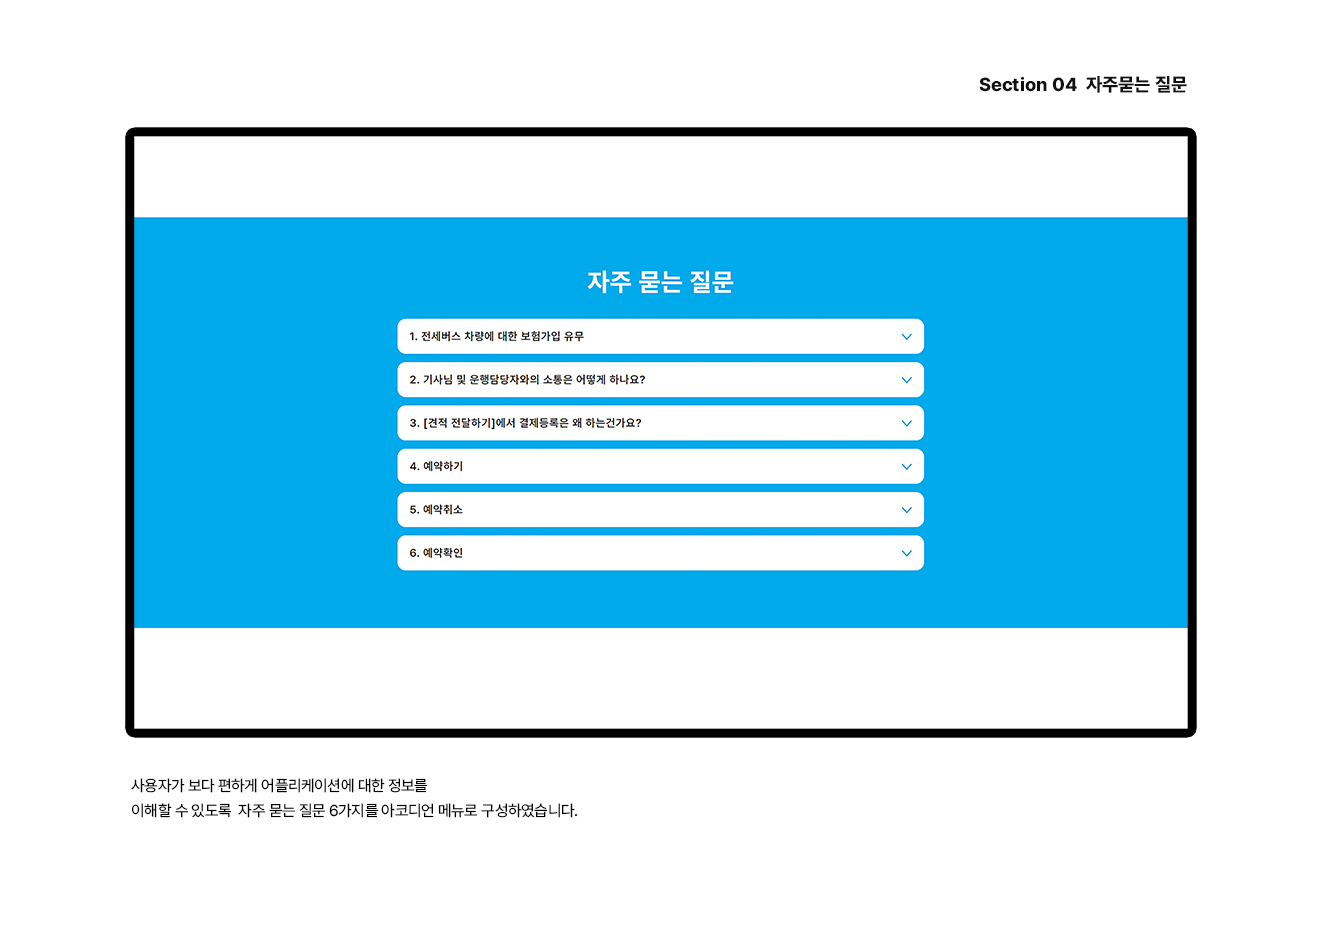 Section 04 자주묻는 질문
자주 묻는 질문
1. 전세버스 차량에 대한 보험가입 유무
2. 기사님 및 운행담당자와의 소통은 어떻게 하나요?
3. [견적 전달하기]에서 결제등록은 왜 하는건가요?
4. 예약하기
5. 예약취소
6. 예약확인
사용자가 보다 편하게 어플리케이션에 대한 정보를
이해할 수 있도록 자주 묻는 질문 6가지를 아코디언 메뉴로 구성하였습니다.